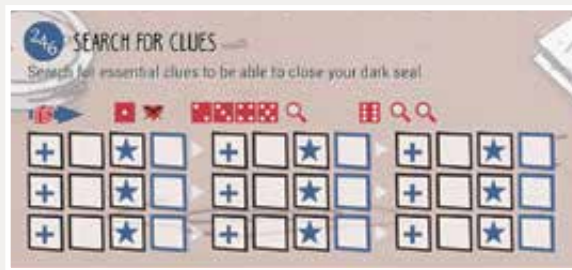 246 SEARCH FOR CLUES
Search for essential clues to be able to close your dark seal